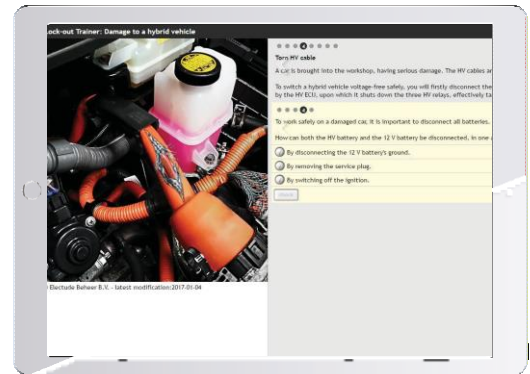 ock-out Trainer: Damage to a hybrid vehicle
Torn HV cable
A car is brought into the workshop, having serious damage. The HV cables ar
To switch a hybrid vehicle voltage-free safely, you will firstly disconnect the
by the HV ECU, upon which it shuts down the three HV relays, effectively ta
To work safely on a damaged car, it is important to disconnect all batteries.
How can both the HV battery and the 12 V battery be disconnected, in one a
By disconnecting the 12 V battery's ground.
By removing the service plug.
By switching off the ignition.
Electude Beheer B.V. - latest modification:2017-01-04